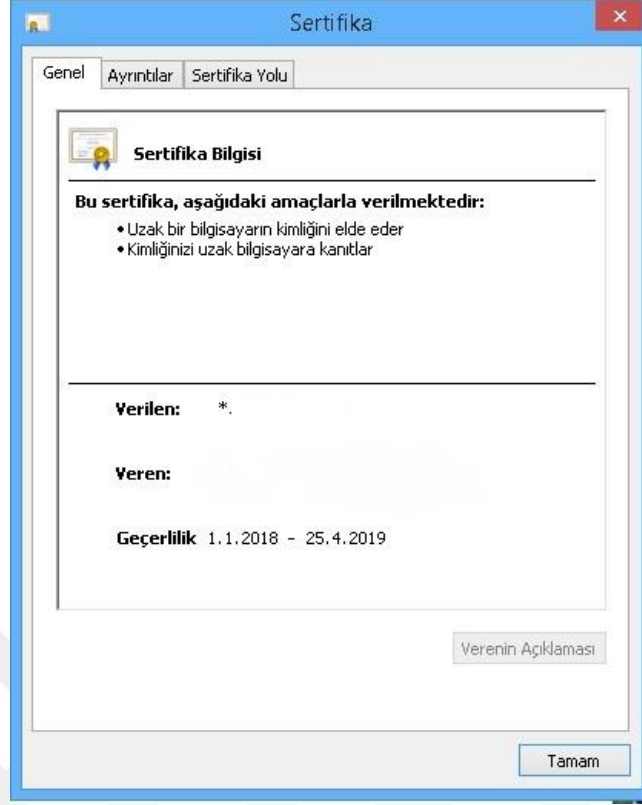 Sertifika
Genel Ayrıntılar Sertifika Yolu
Sertifika Bilgisi
Bu sertifika, aşağıdaki amaçlarla verilmektedir:
• Uzak bir bilgisayarın kimliğini elde eder
• Kimliğinizi uzak bilgisayara kanıtlar
Verilen: *.
Veren:
Geçerlilik 1.1.2018 - 25.4.2019
Verenin Açıklaması
Tamam